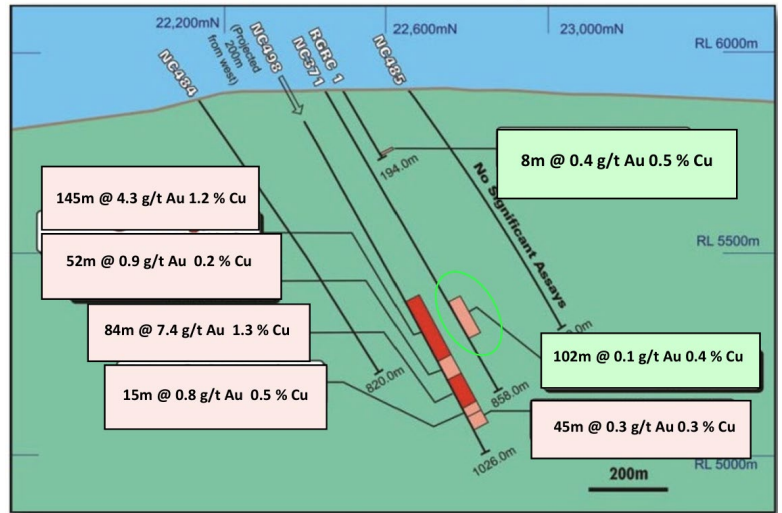 22,200mN
22,600mN
23,000mN
RL 6000m
NC484
NC498
(Projected
200m
from west)
NC371
RGRC 1
NC485
194.0m
8m @ 0.4 g/t Au 0.5 % Cu
No Significant Assays
145m @ 4.3 g/t Au 1.2 % Cu
52m @ 0.9 g/t Au 0.2 % Cu
RL 5500m
84m @ 7.4 g/t Au 1.3 % Cu
.0m
102m @ 0.1 g/t Au 0.4 % Cu
15m @ 0.8 g/t Au 0.5 % Cu
820.0m
858.0m
45m @ 0.3 g/t Au 0.3 % Cu
1026.0m
RL 5000m
200m